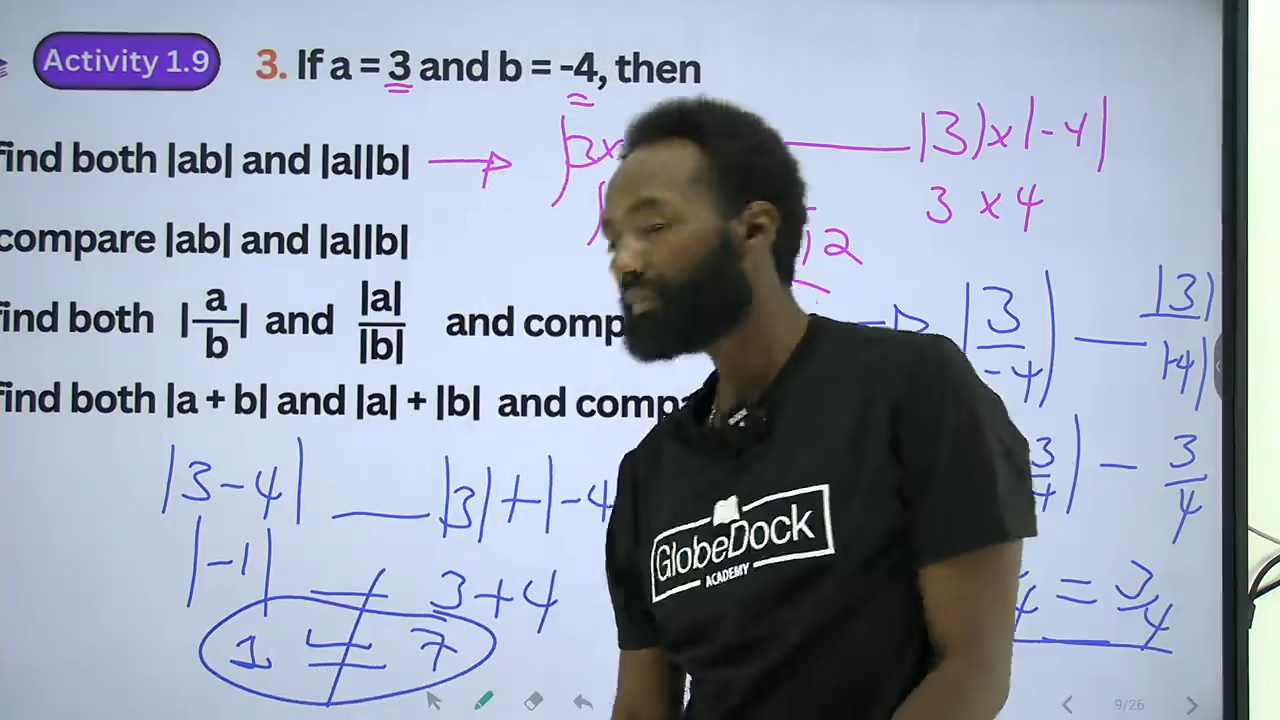 Activity 1.9 3. If a = 3 and b = -4, then
find both |ab| and |a||b| → |3x |3|x|-4|
3 x 4
compare |ab| and |a||b| 12
find both |a/b| and |a|/|b| and comp |3/-4| — |3|/|-4|
find both |a + b| and |a| + |b| and compa
|3-4| — |3|+|-4 3/4| — 3/4
|-1| ≠ 3+4 = 3/4
1 ≠ 7
GlobeDock
ACADEMY
9/26